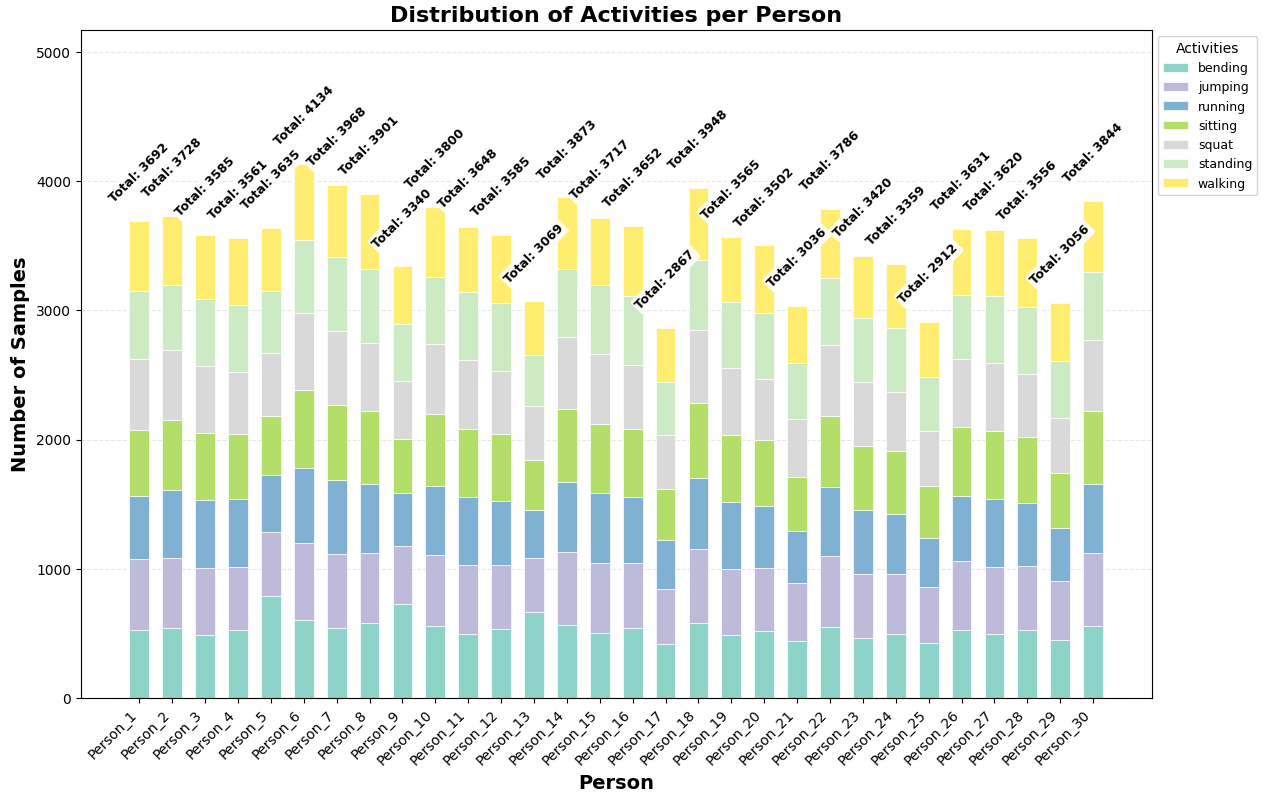 Distribution of Activities per Person
Number of Samples
5000
4000
3000
2000
1000
0
Total: 3692
Total: 3728
Total: 3585
Total: 3561
Total: 3635
Total: 4134
Total: 3968
Total: 3901
Total: 3340
Total: 3800
Total: 3648
Total: 3585
Total: 3069
Total: 3873
Total: 3717
Total: 3652
Total: 2867
Total: 3948
Total: 3565
Total: 3502
Total: 3036
Total: 3786
Total: 3420
Total: 3359
Total: 2912
Total: 3631
Total: 3620
Total: 3556
Total: 3056
Total: 3844
Person_1
Person_2
Person_3
Person_4
Person_5
Person_6
Person_7
Person_8
Person_9
Person_10
Person_11
Person_12
Person_13
Person_14
Person_15
Person_16
Person_17
Person_18
Person_19
Person_20
Person_21
Person_22
Person_23
Person_24
Person_25
Person_26
Person_27
Person_28
Person_29
Person_30
Person
Activities
bending
jumping
running
sitting
squat
standing
walking